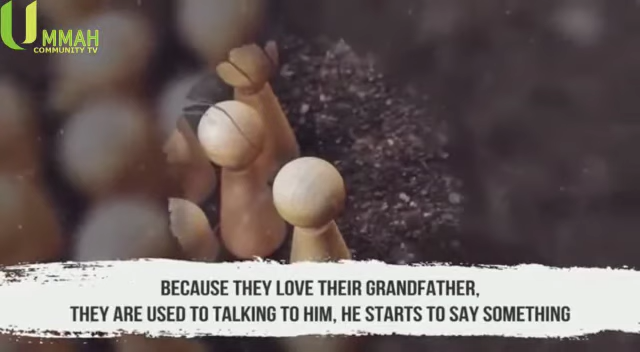 UMMAH
COMMUNITY TV
BECAUSE THEY LOVE THEIR GRANDFATHER,
THEY ARE USED TO TALKING TO HIM, HE STARTS TO SAY SOMETHING